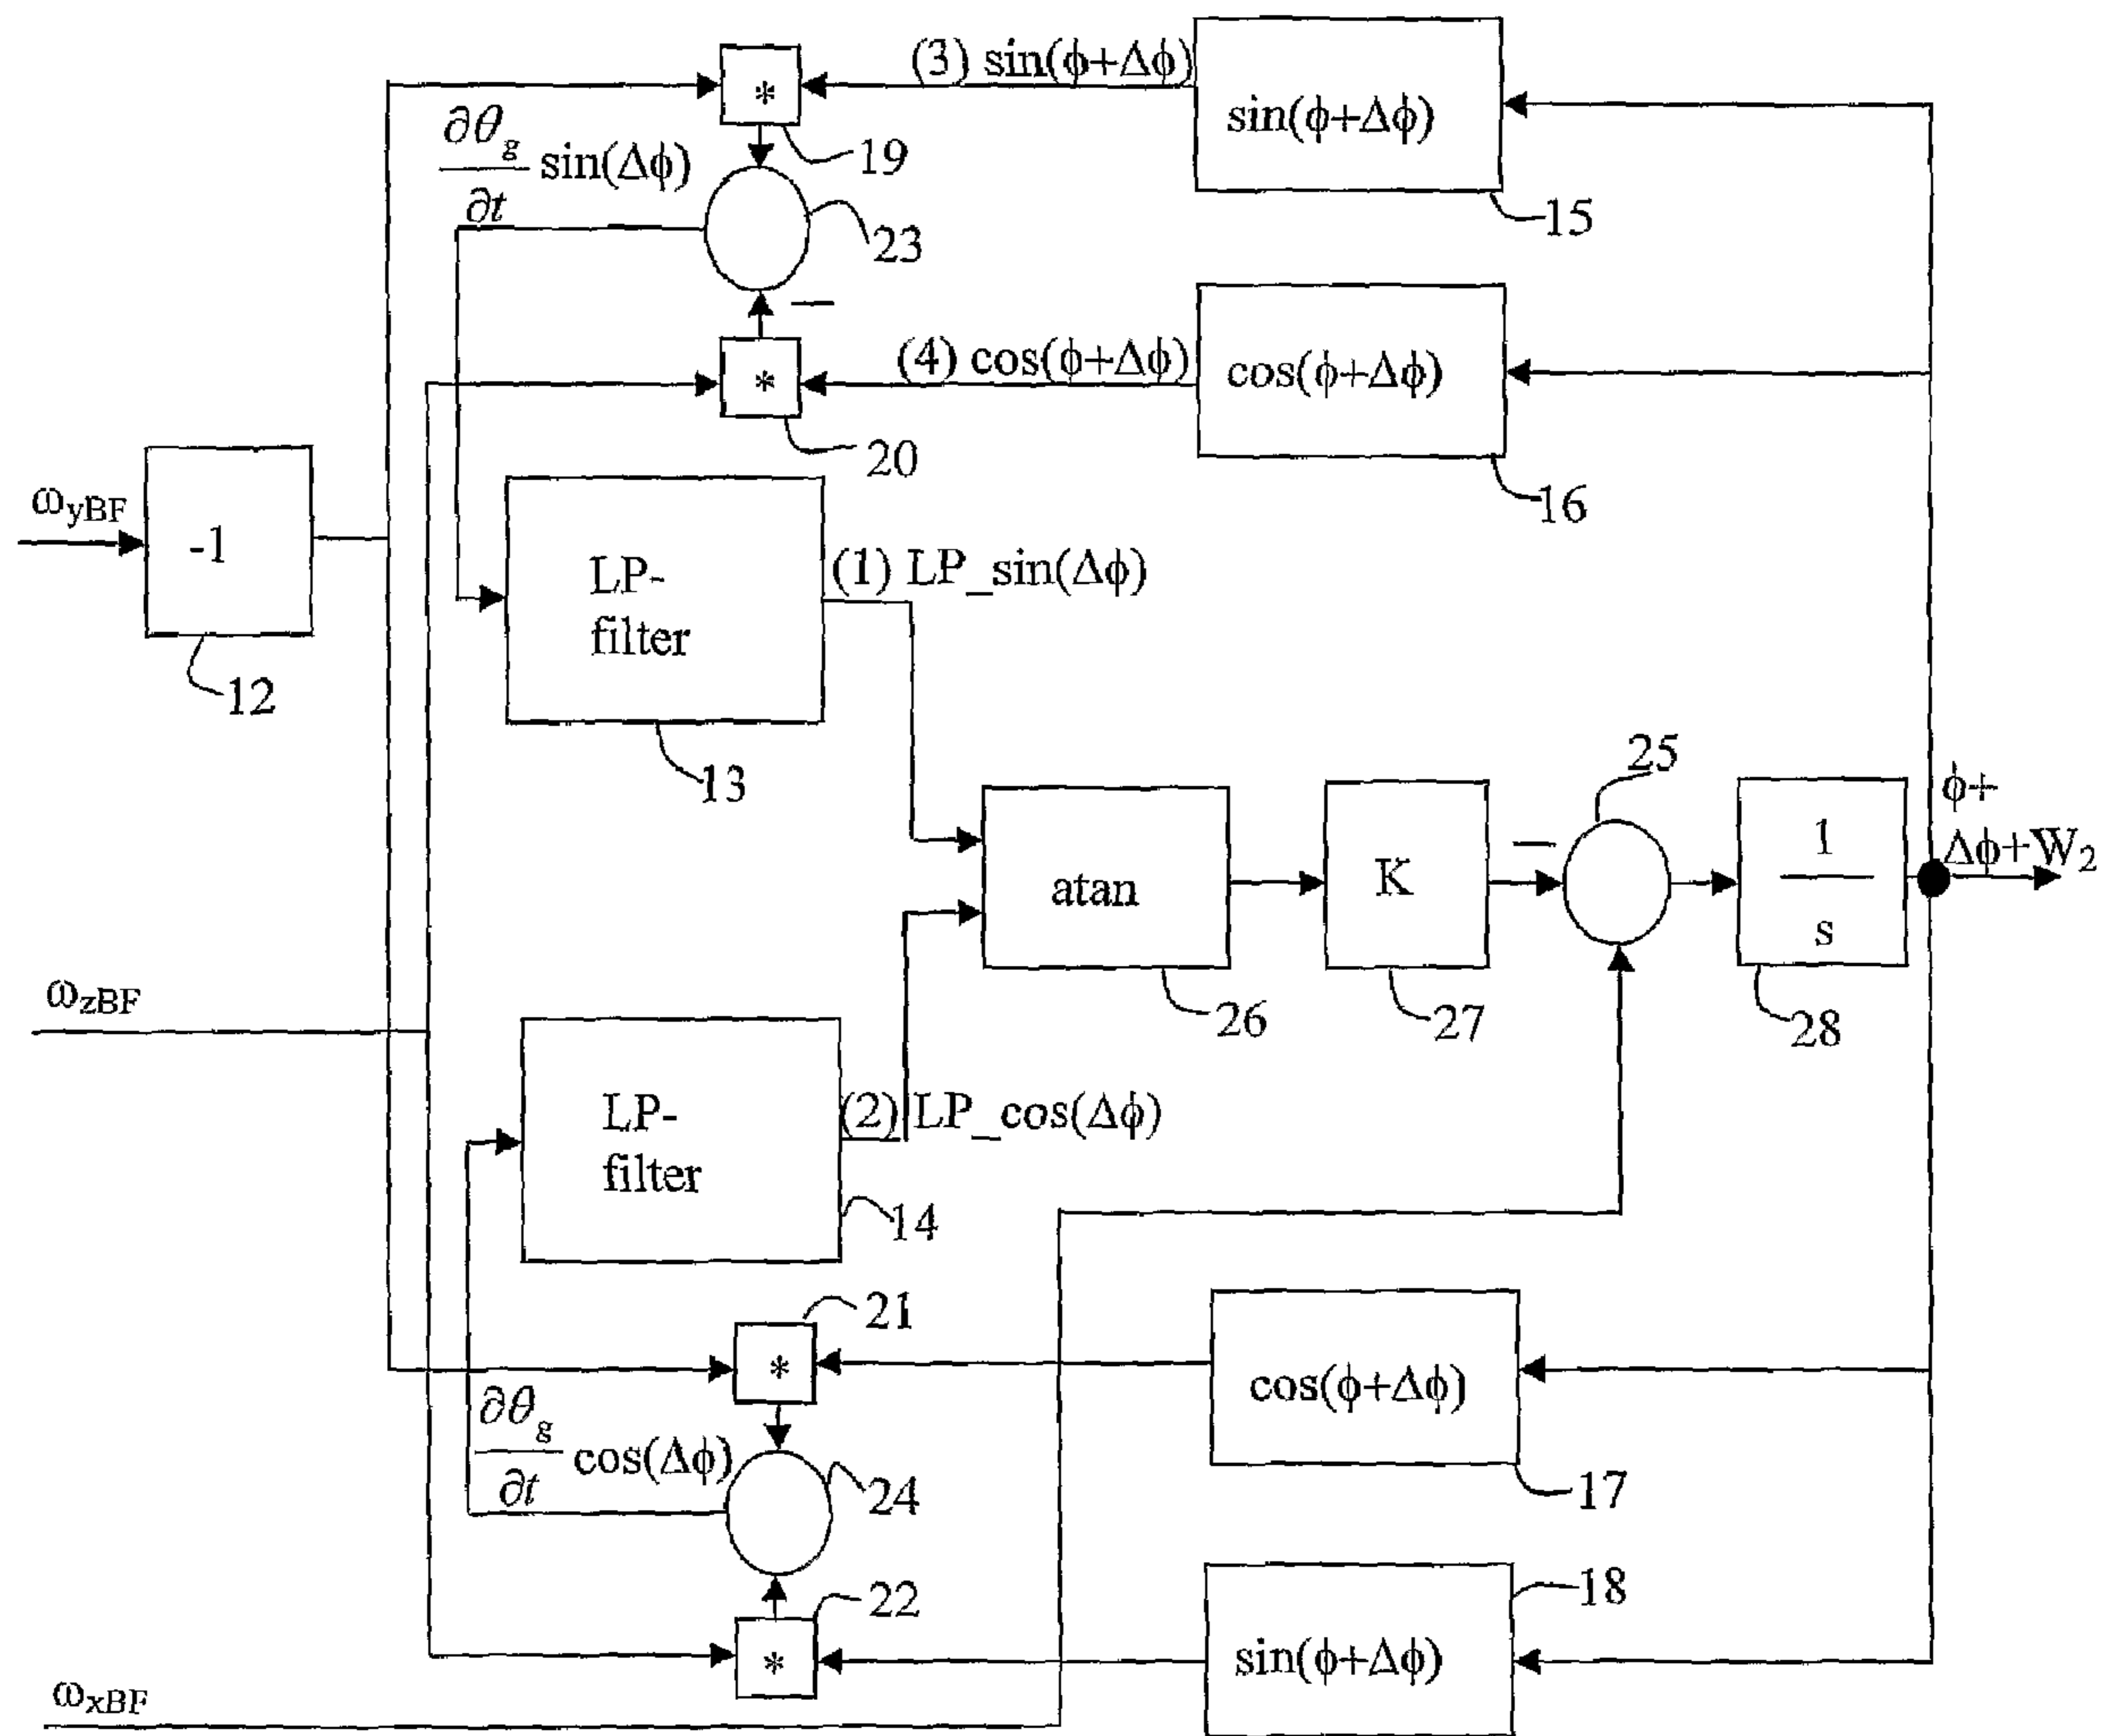 (3) sin(ϕ+Δϕ)
*
sin(ϕ+Δϕ)
∂θg
∂t
sin(Δϕ)
19
15
23
(4) cos(ϕ+Δϕ)
—
*
cos(ϕ+Δϕ)
20
16
ωyBF
-1
12
LP-
filter
(1) LP_sin(Δϕ)
13
25
ϕ+
Δϕ+W2
atan
K
—
1
s
26
27
28
ωzBF
LP-
filter
(2) LP_cos(Δϕ)
14
21
*
cos(ϕ+Δϕ)
17
∂θg
∂t
cos(Δϕ)
24
22
*
sin(ϕ+Δϕ)
18
ωxBF